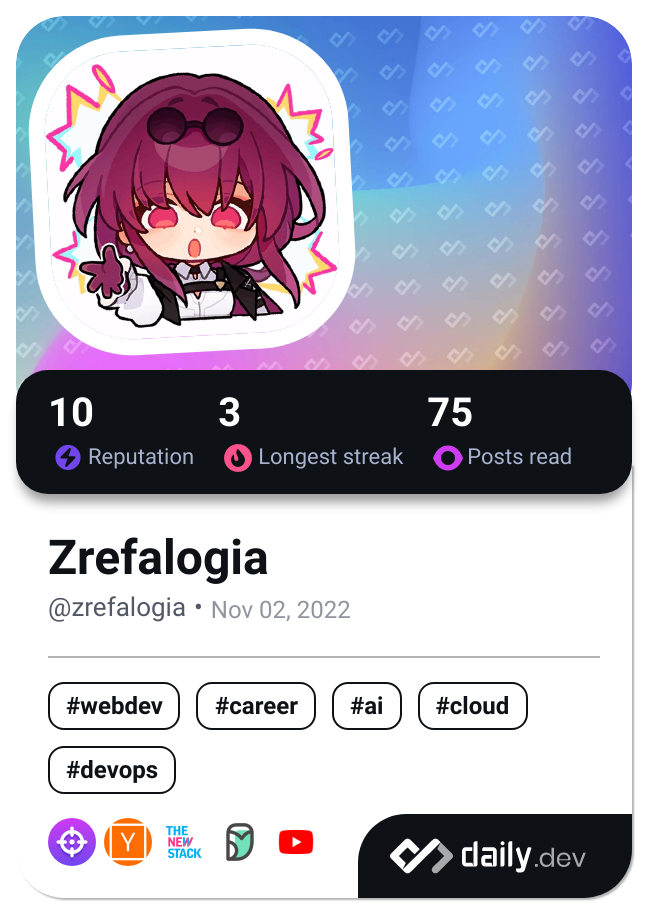 10 3 75
Reputation Longest streak Posts read
Zrefalogia
@zrefalogia • Nov 02, 2022
#webdev #career #ai #cloud
#devops
Y
THE
NEW
STACK
daily.dev